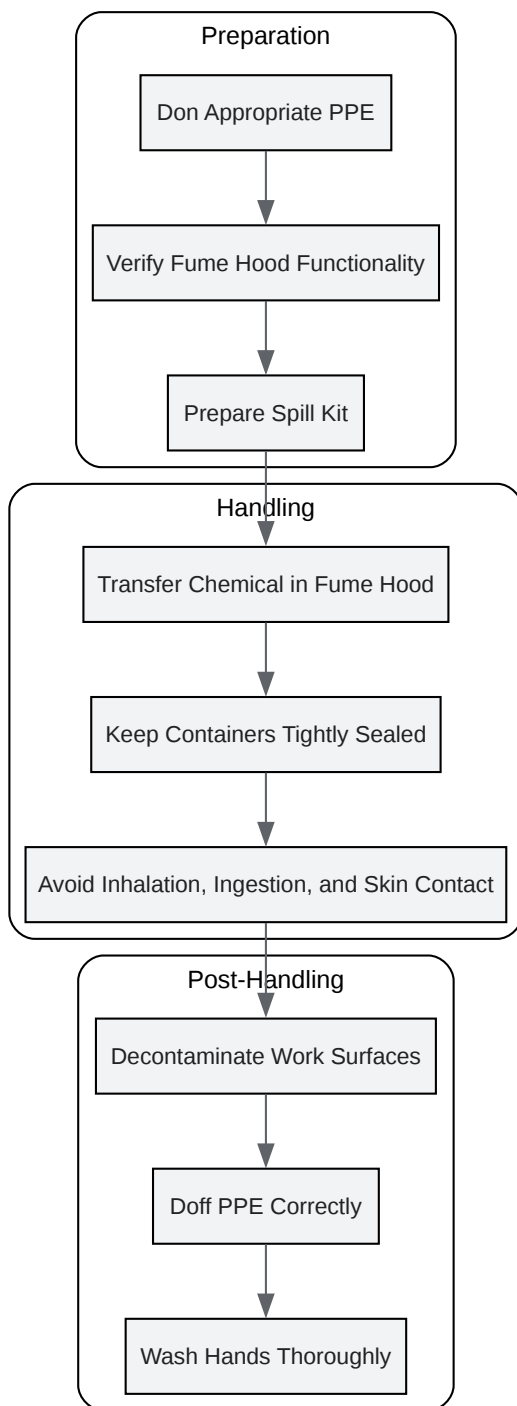 Preparation
Don Appropriate PPE
Verify Fume Hood Functionality
Prepare Spill Kit
Handling
Transfer Chemical in Fume Hood
Keep Containers Tightly Sealed
Avoid Inhalation, Ingestion, and Skin Contact
Post-Handling
Decontaminate Work Surfaces
Doff PPE Correctly
Wash Hands Thoroughly